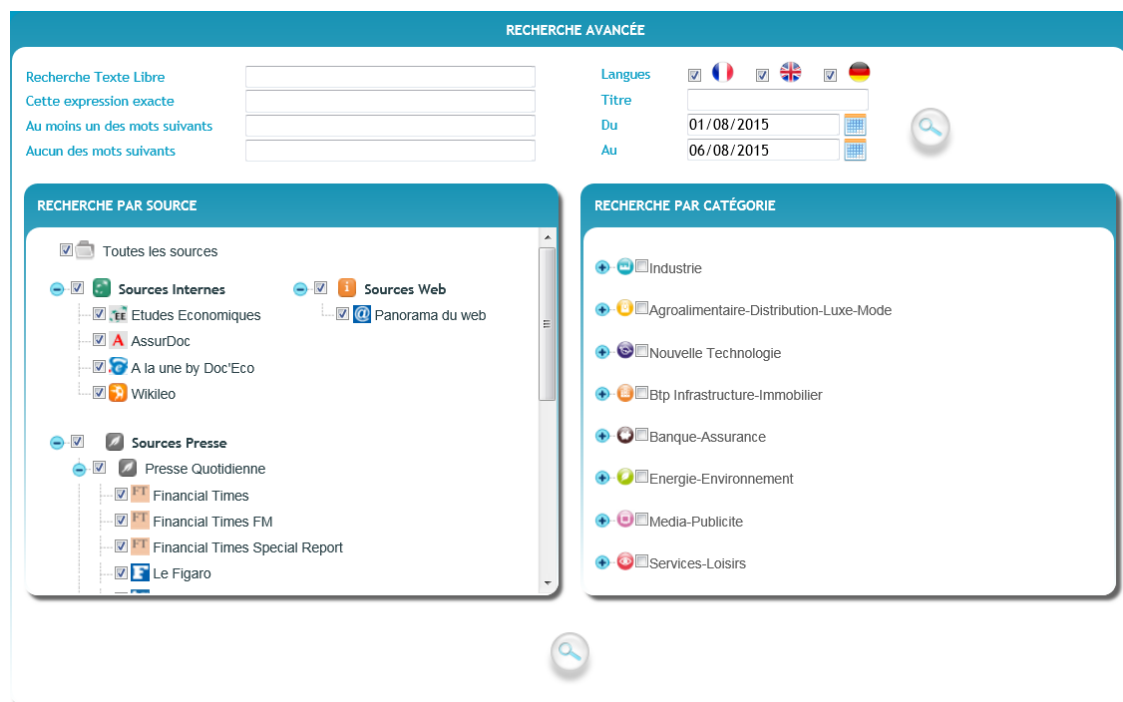 RECHERCHE AVANCÉE
Recherche Texte Libre
Cette expression exacte
Au moins un des mots suivants
Aucun des mots suivants
Langues
Titre
Du 01/08/2015
Au 06/08/2015
RECHERCHE PAR SOURCE
Toutes les sources
Sources Internes
EE Etudes Economiques
A AssurDoc
A la une by Doc'Eco
Wikileo
i Sources Web
@ Panorama du web
Sources Presse
Presse Quotidienne
FT Financial Times
FT Financial Times FM
FT Financial Times Special Report
F Le Figaro
RECHERCHE PAR CATÉGORIE
Industrie
Agroalimentaire-Distribution-Luxe-Mode
Nouvelle Technologie
Btp Infrastructure-Immobilier
Banque-Assurance
Energie-Environnement
Media-Publicite
Services-Loisirs